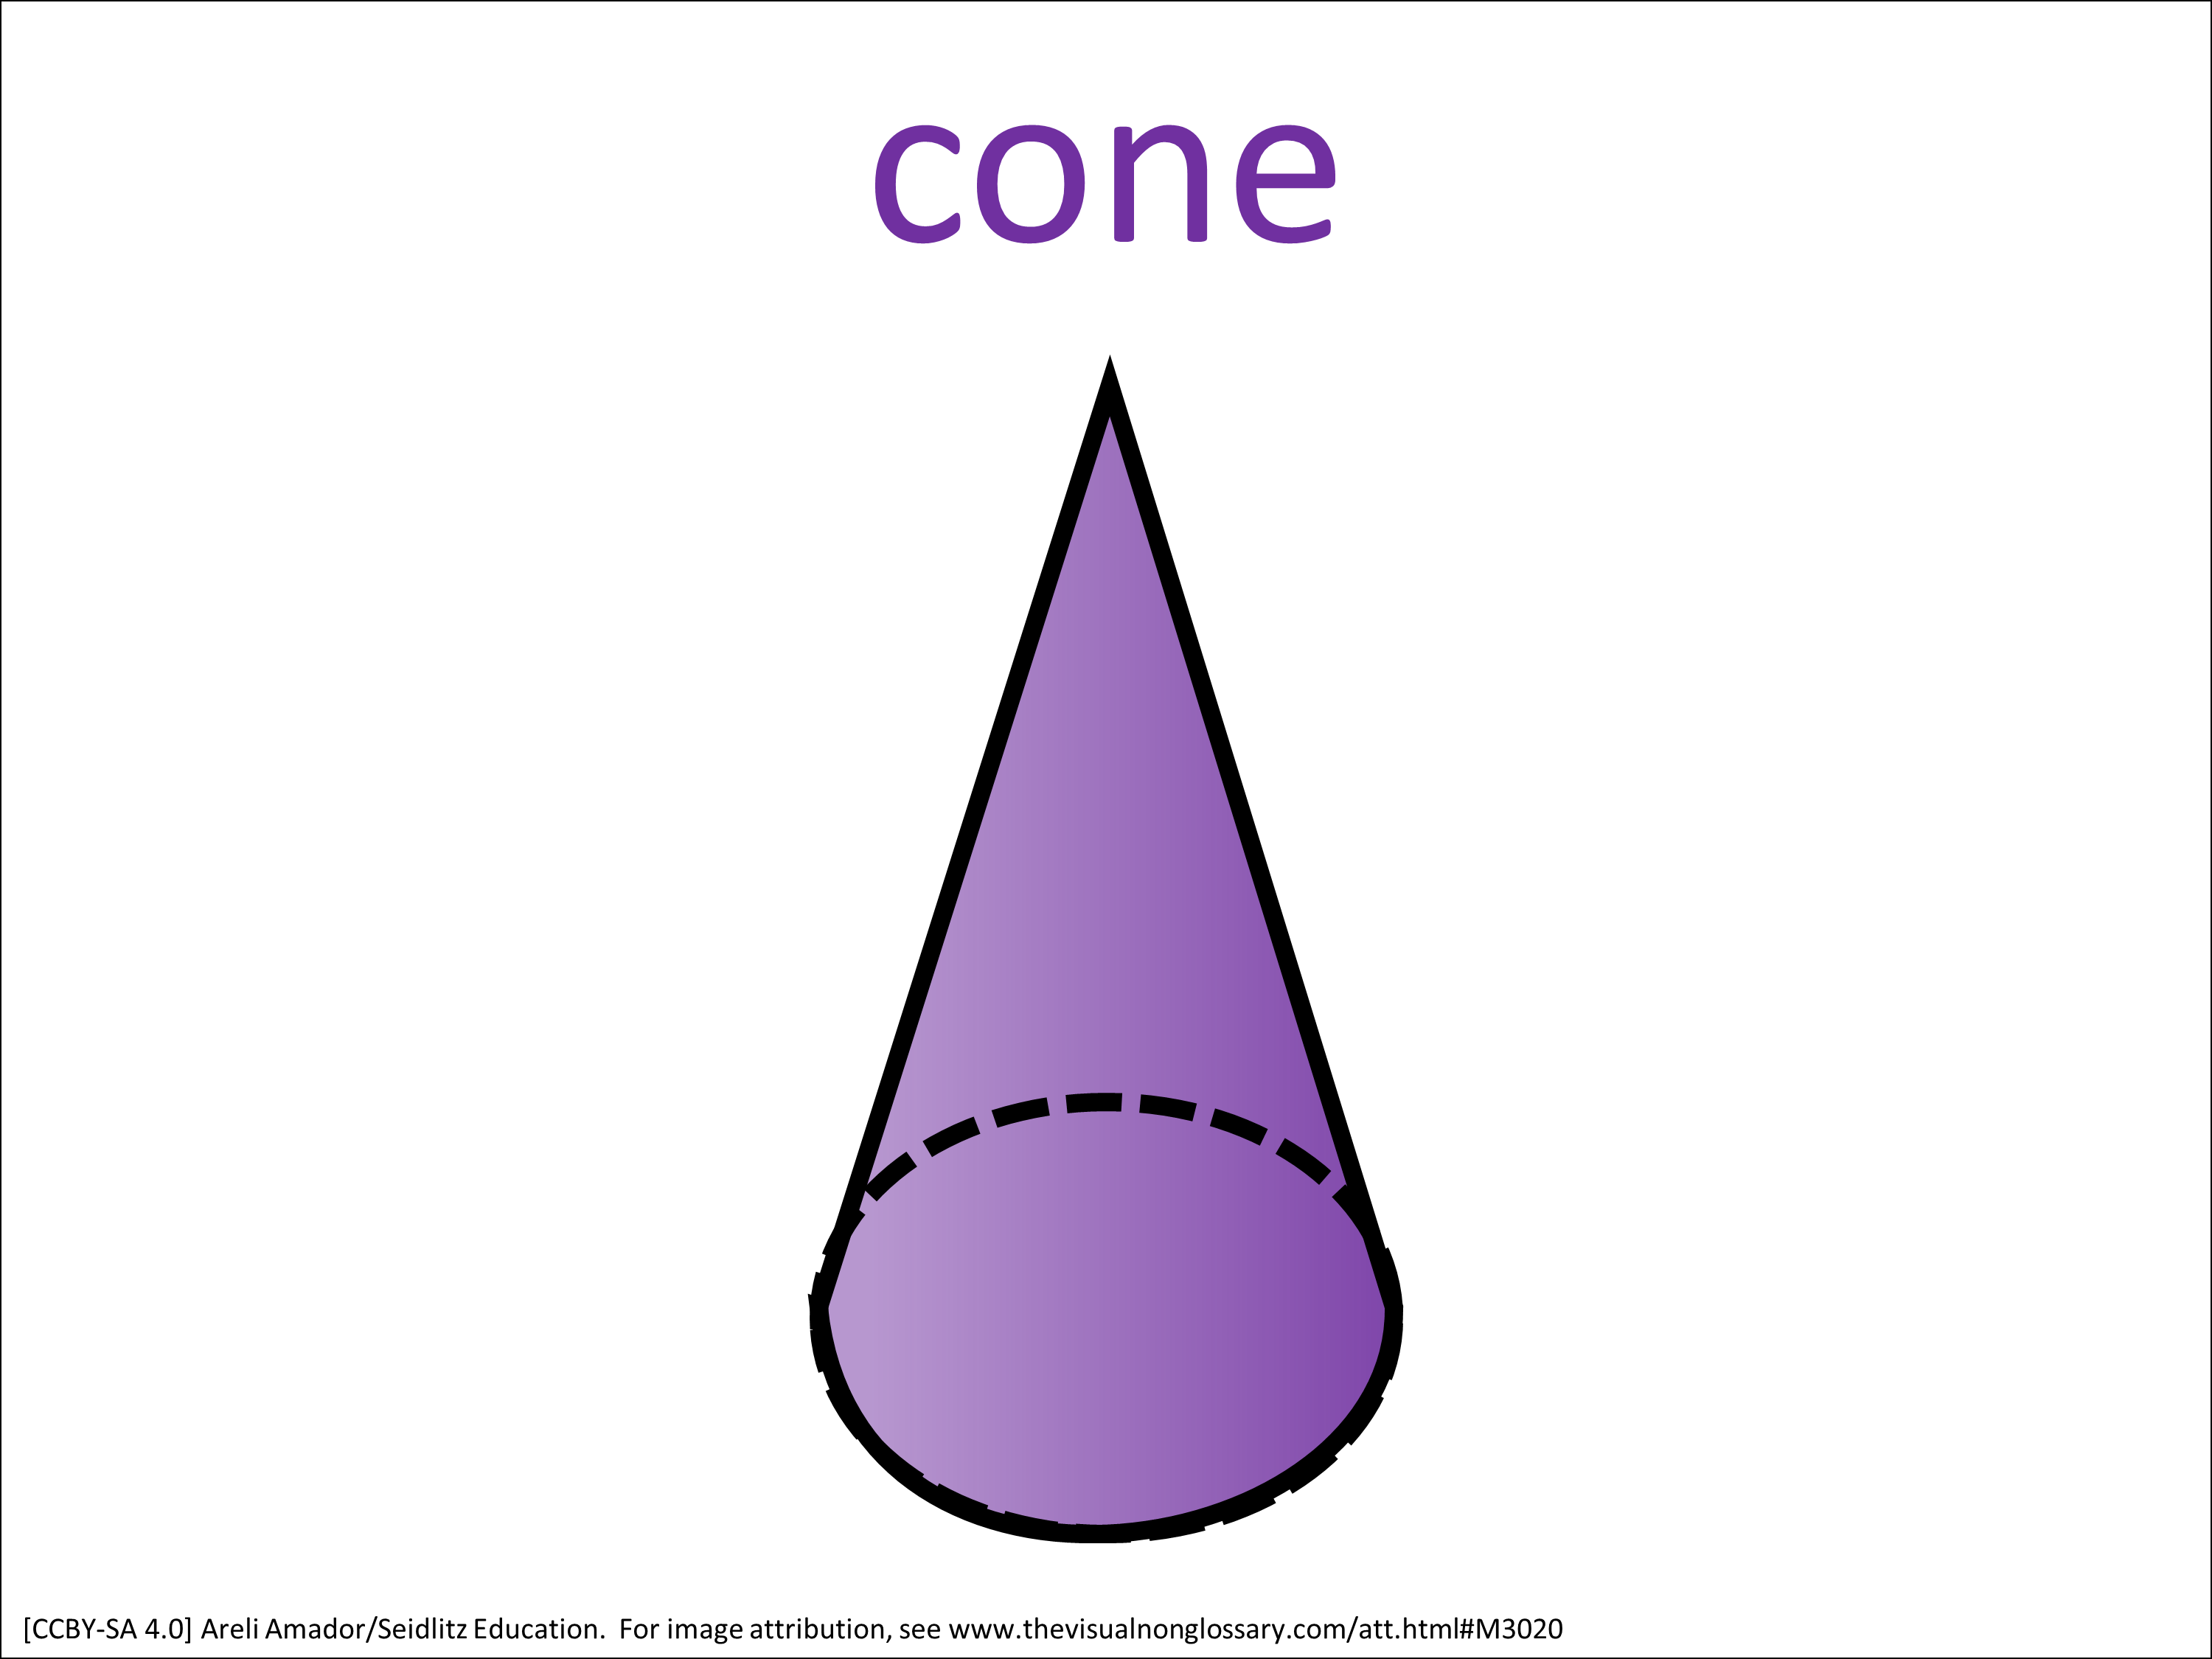 cone
[CCBY-SA 4.0] Areli Amador/Seidlitz Education.  For image attribution, see www.thevisualnonglossary.com/att.html#M3020